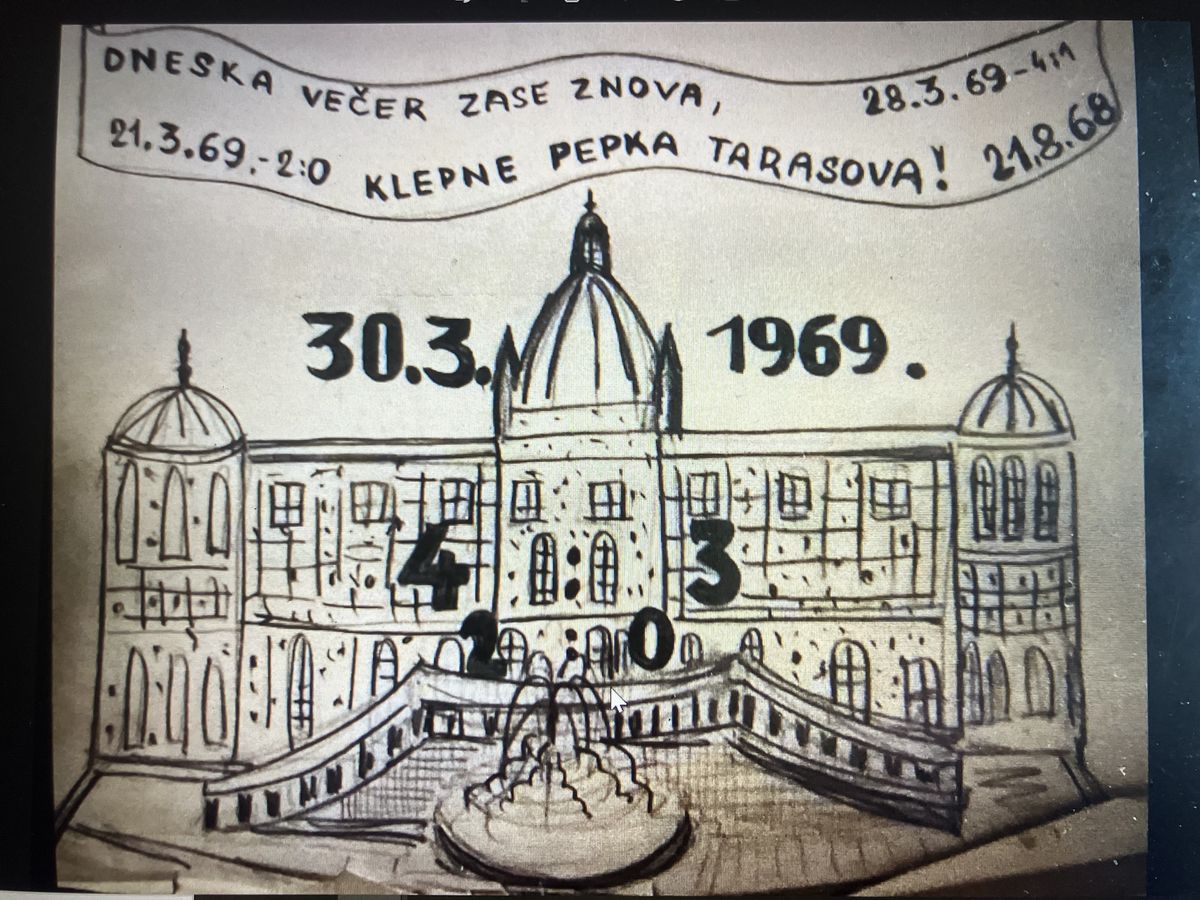 DNESKA VEČER ZASE ZNOVA, 28.3.69-4:1
21.3.69.-2:0 KLEPNE PEPKA TARASOVA! 21.8.68
30.3. 1969.
4:3
2:0